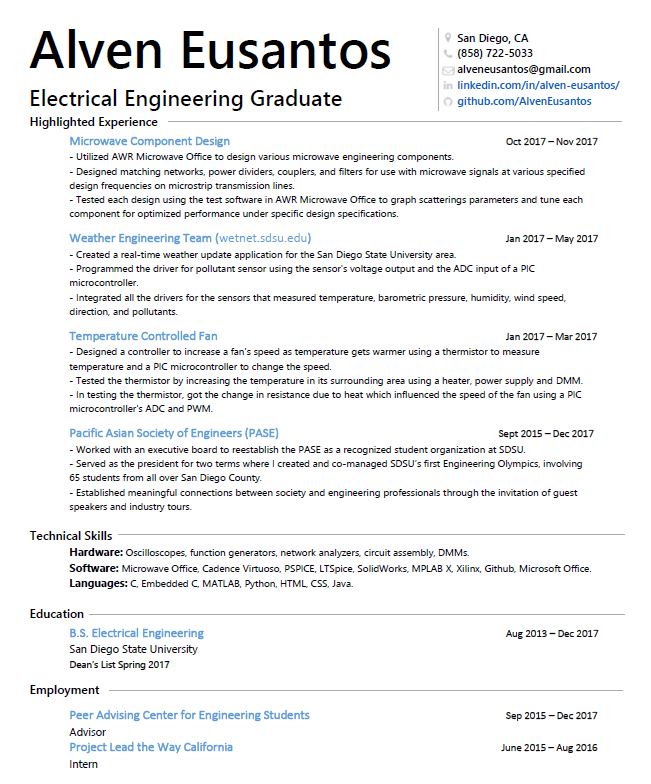 Alven Eusantos
Electrical Engineering Graduate
San Diego, CA
(858) 722-5033
alveneusantos@gmail.com
linkedin.com/in/alven-eusantos/
github.com/AlvenEusantos
Highlighted Experience
Microwave Component Design Oct 2017 – Nov 2017
- Utilized AWR Microwave Office to design various microwave engineering components.
- Designed matching networks, power dividers, couplers, and filters for use with microwave signals at various specified
design frequencies on microstrip transmission lines.
- Tested each design using the test software in AWR Microwave Office to graph scatterings parameters and tune each
component for optimized performance under specific design specifications.
Weather Engineering Team (wetnet.sdsu.edu) Jan 2017 – May 2017
- Created a real-time weather update application for the San Diego State University area.
- Programmed the driver for pollutant sensor using the sensor's voltage output and the ADC input of a PIC
microcontroller.
- Integrated all the drivers for the sensors that measured temperature, barometric pressure, humidity, wind speed,
direction, and pollutants.
Temperature Controlled Fan Jan 2017 – Mar 2017
- Designed a controller to increase a fan's speed as temperature gets warmer using a thermistor to measure
temperature and a PIC microcontroller to change the speed.
- Tested the thermistor by increasing the temperature in its surrounding area using a heater, power supply and DMM.
- In testing the thermistor, got the change in resistance due to heat which influenced the speed of the fan using a PIC
microcontroller's ADC and PWM.
Pacific Asian Society of Engineers (PASE) Sept 2015 – Dec 2017
- Worked with an executive board to reestablish the PASE as a recognized student organization at SDSU.
- Served as the president for two terms where I created and co-managed SDSU's first Engineering Olympics, involving
65 students from all over San Diego County.
- Established meaningful connections between society and engineering professionals through the invitation of guest
speakers and industry tours.
Technical Skills
Hardware: Oscilloscopes, function generators, network analyzers, circuit assembly, DMMs.
Software: Microwave Office, Cadence Virtuoso, PSPICE, LTSpice, SolidWorks, MPLAB X, Xilinx, Github, Microsoft Office.
Languages: C, Embedded C, MATLAB, Python, HTML, CSS, Java.
Education
B.S. Electrical Engineering Aug 2013 – Dec 2017
San Diego State University
Dean's List Spring 2017
Employment
Peer Advising Center for Engineering Students Sep 2015 – Dec 2017
Advisor
Project Lead the Way California June 2015 – Aug 2016
Intern